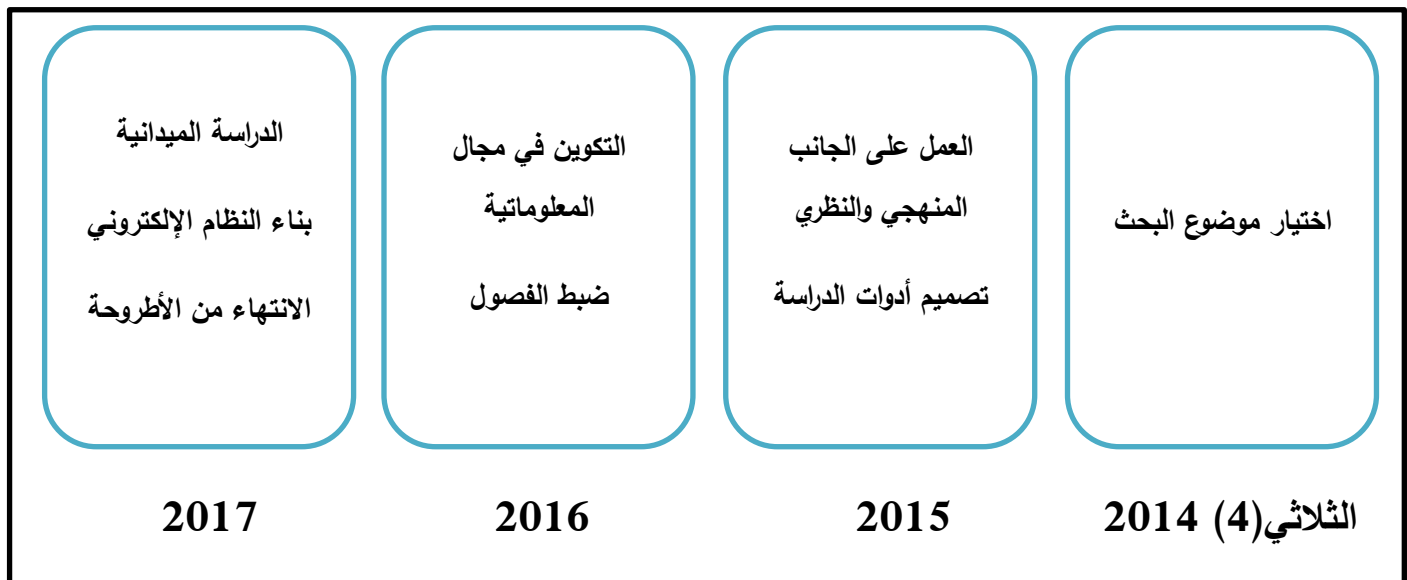 اختيار موضوع البحث
العمل على الجانب
المنهجي والنظري
تصميم أدوات الدراسة
التكوين في مجال
المعلوماتية
ضبط الفصول
الدراسة الميدانية
بناء النظام الإلكتروني
الانتهاء من الأطروحة
الثلاثي(4) 2014
2015
2016
2017